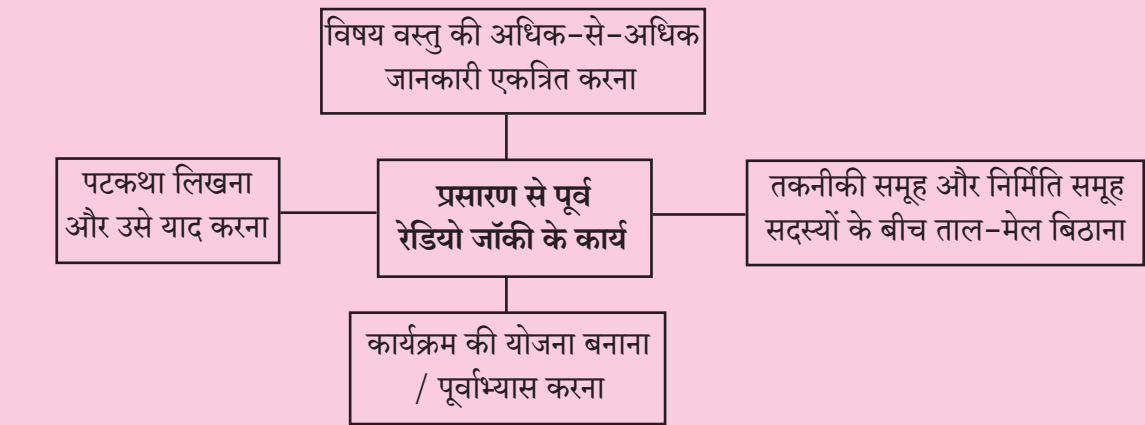 विषय वस्तु की अधिक-से-अधिक
जानकारी एकत्रित करना
पटकथा लिखना
और उसे याद करना
प्रसारण से पूर्व
रेडियो जॉकी के कार्य
तकनीकी समूह और निर्मिति समूह
सदस्यों के बीच ताल-मेल बिठाना
कार्यक्रम की योजना बनाना
/ पूर्वाभ्यास करना